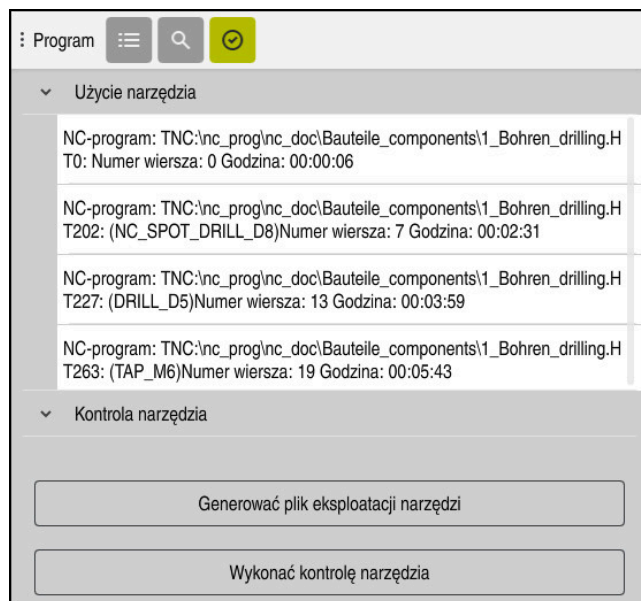 Program
Użycie narzędzia
NC-program: TNC:\nc_prog\nc_doc\Bauteile_components\1_Bohren_drilling.H
T0: Numer wiersza: 0 Godzina: 00:00:06
NC-program: TNC:\nc_prog\nc_doc\Bauteile_components\1_Bohren_drilling.H
T202: (NC_SPOT_DRILL_D8)Numer wiersza: 7 Godzina: 00:02:31
NC-program: TNC:\nc_prog\nc_doc\Bauteile_components\1_Bohren_drilling.H
T227: (DRILL_D5)Numer wiersza: 13 Godzina: 00:03:59
NC-program: TNC:\nc_prog\nc_doc\Bauteile_components\1_Bohren_drilling.H
T263: (TAP_M6)Numer wiersza: 19 Godzina: 00:05:43
Kontrola narzędzia
Generować plik eksploatacji narzędzi
Wykonać kontrolę narzędzia